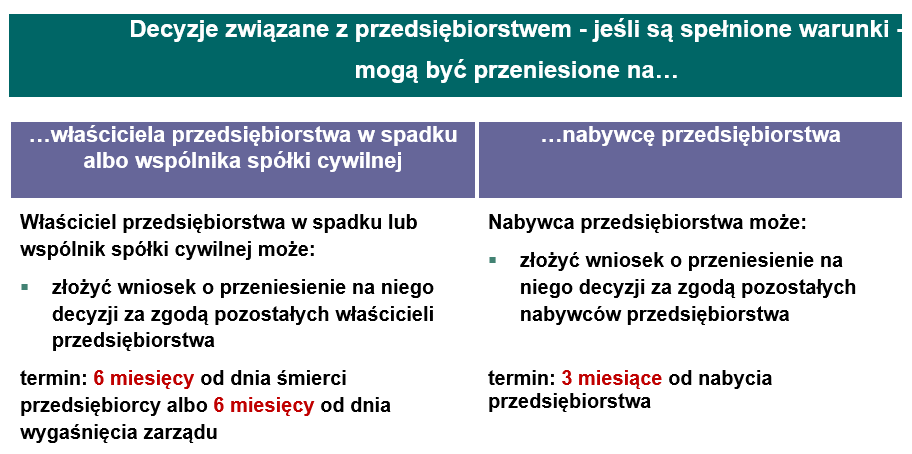 Decyzje związane z przedsiębiorstwem - jeśli są spełnione warunki -
mogą być przeniesione na…
…właściciela przedsiębiorstwa w spadku
albo wspólnika spółki cywilnej
…nabywcę przedsiębiorstwa
Właściciel przedsiębiorstwa w spadku lub
wspólnik spółki cywilnej może:
▪ złożyć wniosek o przeniesienie na niego
decyzji za zgodą pozostałych właścicieli
przedsiębiorstwa
termin: 6 miesięcy od dnia śmierci
przedsiębiorcy albo 6 miesięcy od dnia
wygaśnięcia zarządu
Nabywca przedsiębiorstwa może:
▪ złożyć wniosek o przeniesienie na
niego decyzji za zgodą pozostałych
nabywców przedsiębiorstwa
termin: 3 miesiące od nabycia
przedsiębiorstwa